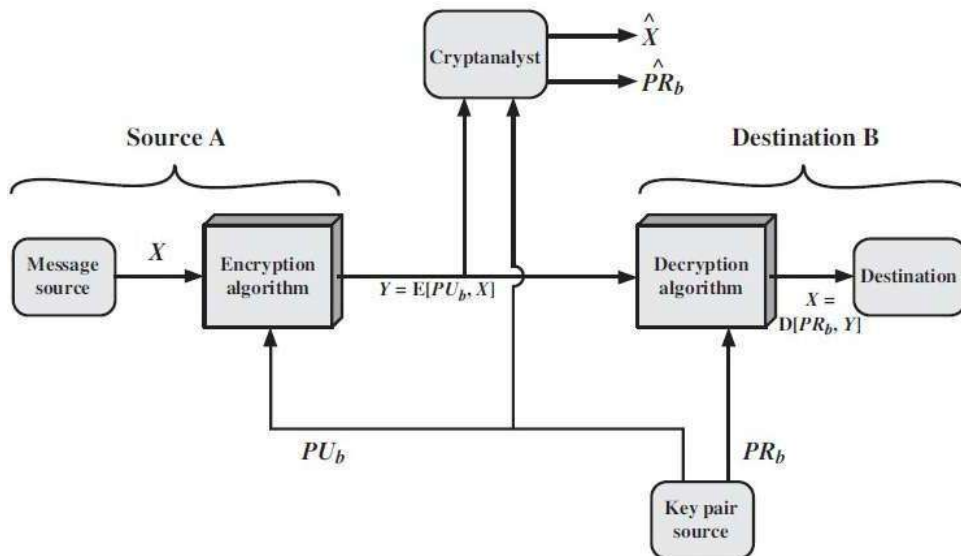 X̂
Cryptanalyst
P̂R_b
Source A
Destination B
Message
source
X
Encryption
algorithm
Y = E[PU_b, X]
Decryption
algorithm
X =
D[PR_b, Y]
Destination
PU_b
PR_b
Key pair
source